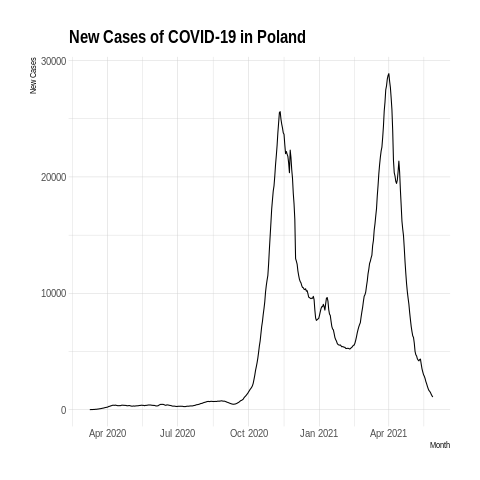 New Cases of COVID-19 in Poland
New Cases
30000
20000
10000
0
Apr 2020 Jul 2020 Oct 2020 Jan 2021 Apr 2021
Month